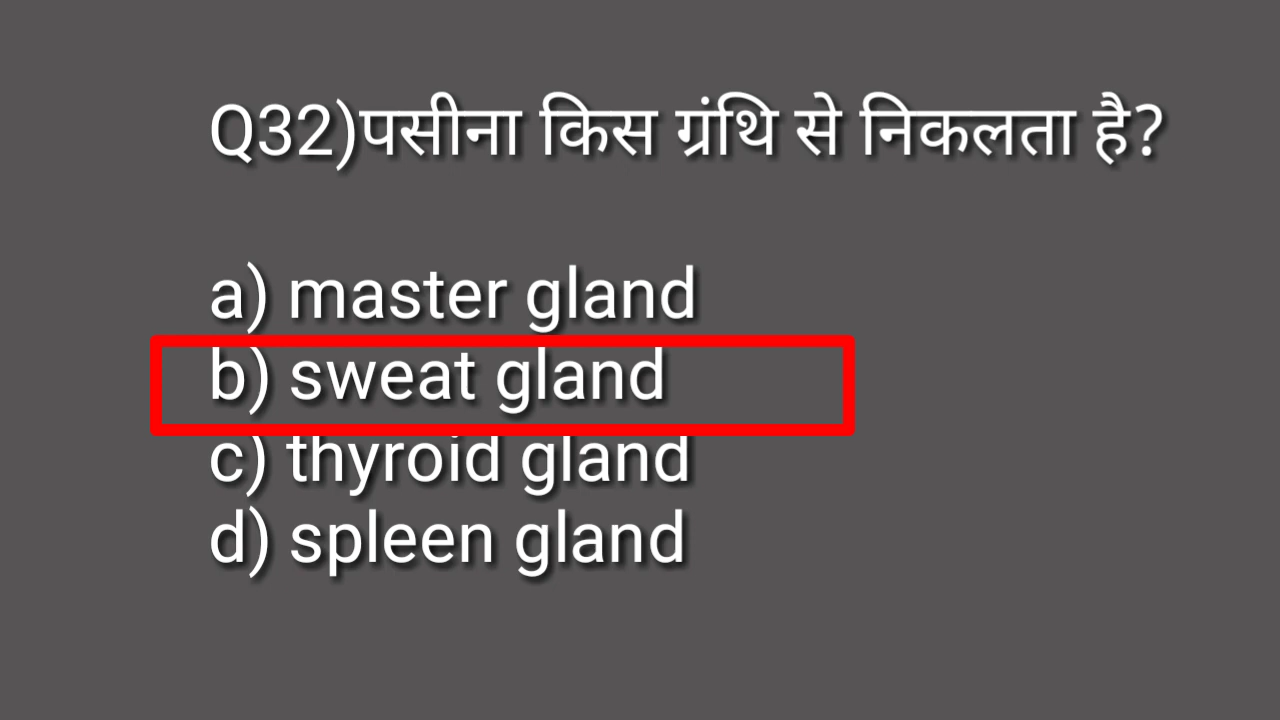 Q32)पसीना किस ग्रंथि से निकलता है?
a) master gland
b) sweat gland
c) thyroid gland
d) spleen gland